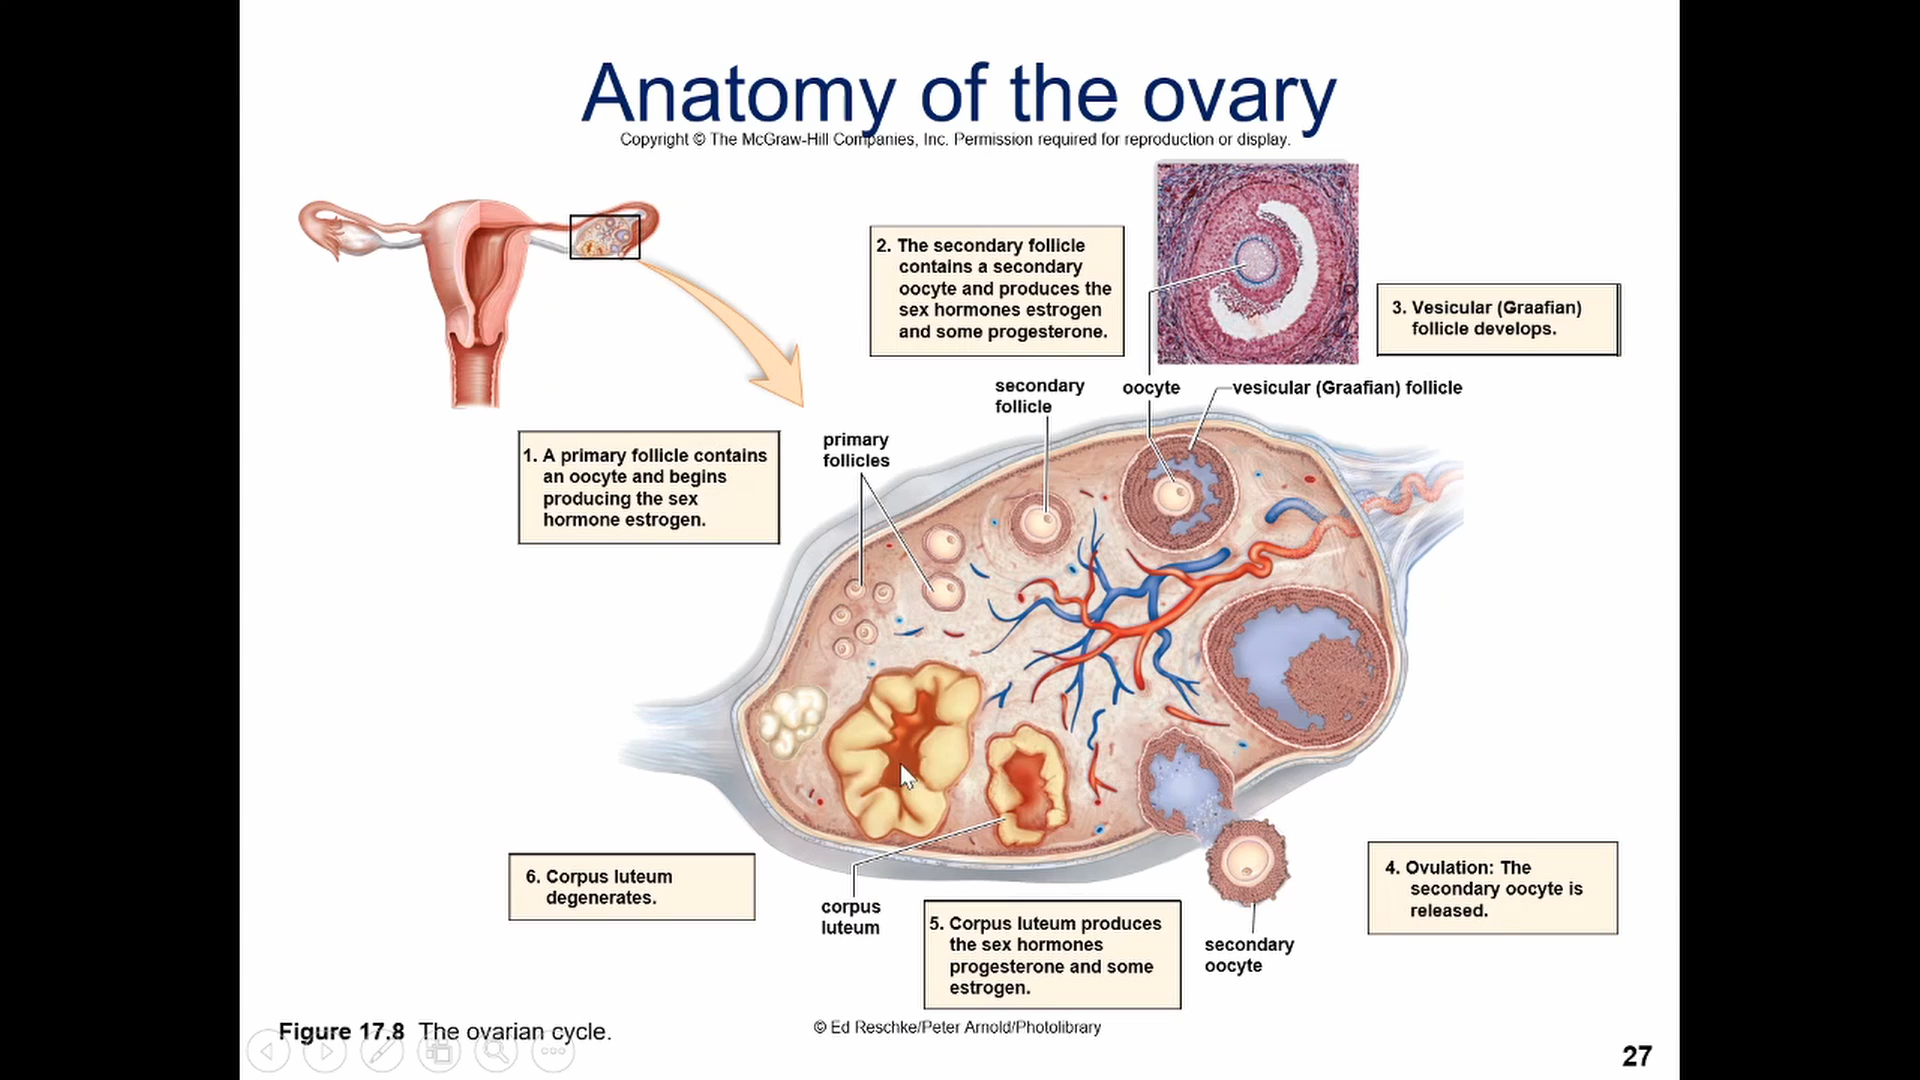 Anatomy of the ovary
Copyright © The McGraw-Hill Companies, Inc. Permission required for reproduction or display.
2. The secondary follicle
contains a secondary
oocyte and produces the
sex hormones estrogen
and some progesterone.
3. Vesicular (Graafian)
follicle develops.
secondary
follicle
oocyte
vesicular (Graafian) follicle
primary
follicles
1. A primary follicle contains
an oocyte and begins
producing the sex
hormone estrogen.
6. Corpus luteum
degenerates.
corpus
luteum
5. Corpus luteum produces
the sex hormones
progesterone and some
estrogen.
secondary
oocyte
4. Ovulation: The
secondary oocyte is
released.
Figure 17.8 The ovarian cycle.
© Ed Reschke/Peter Arnold/Photolibrary
27